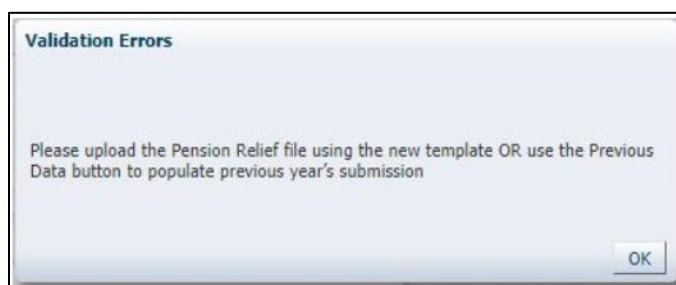 Validation Errors
Please upload the Pension Relief file using the new template OR use the Previous
Data button to populate previous year's submission
OK